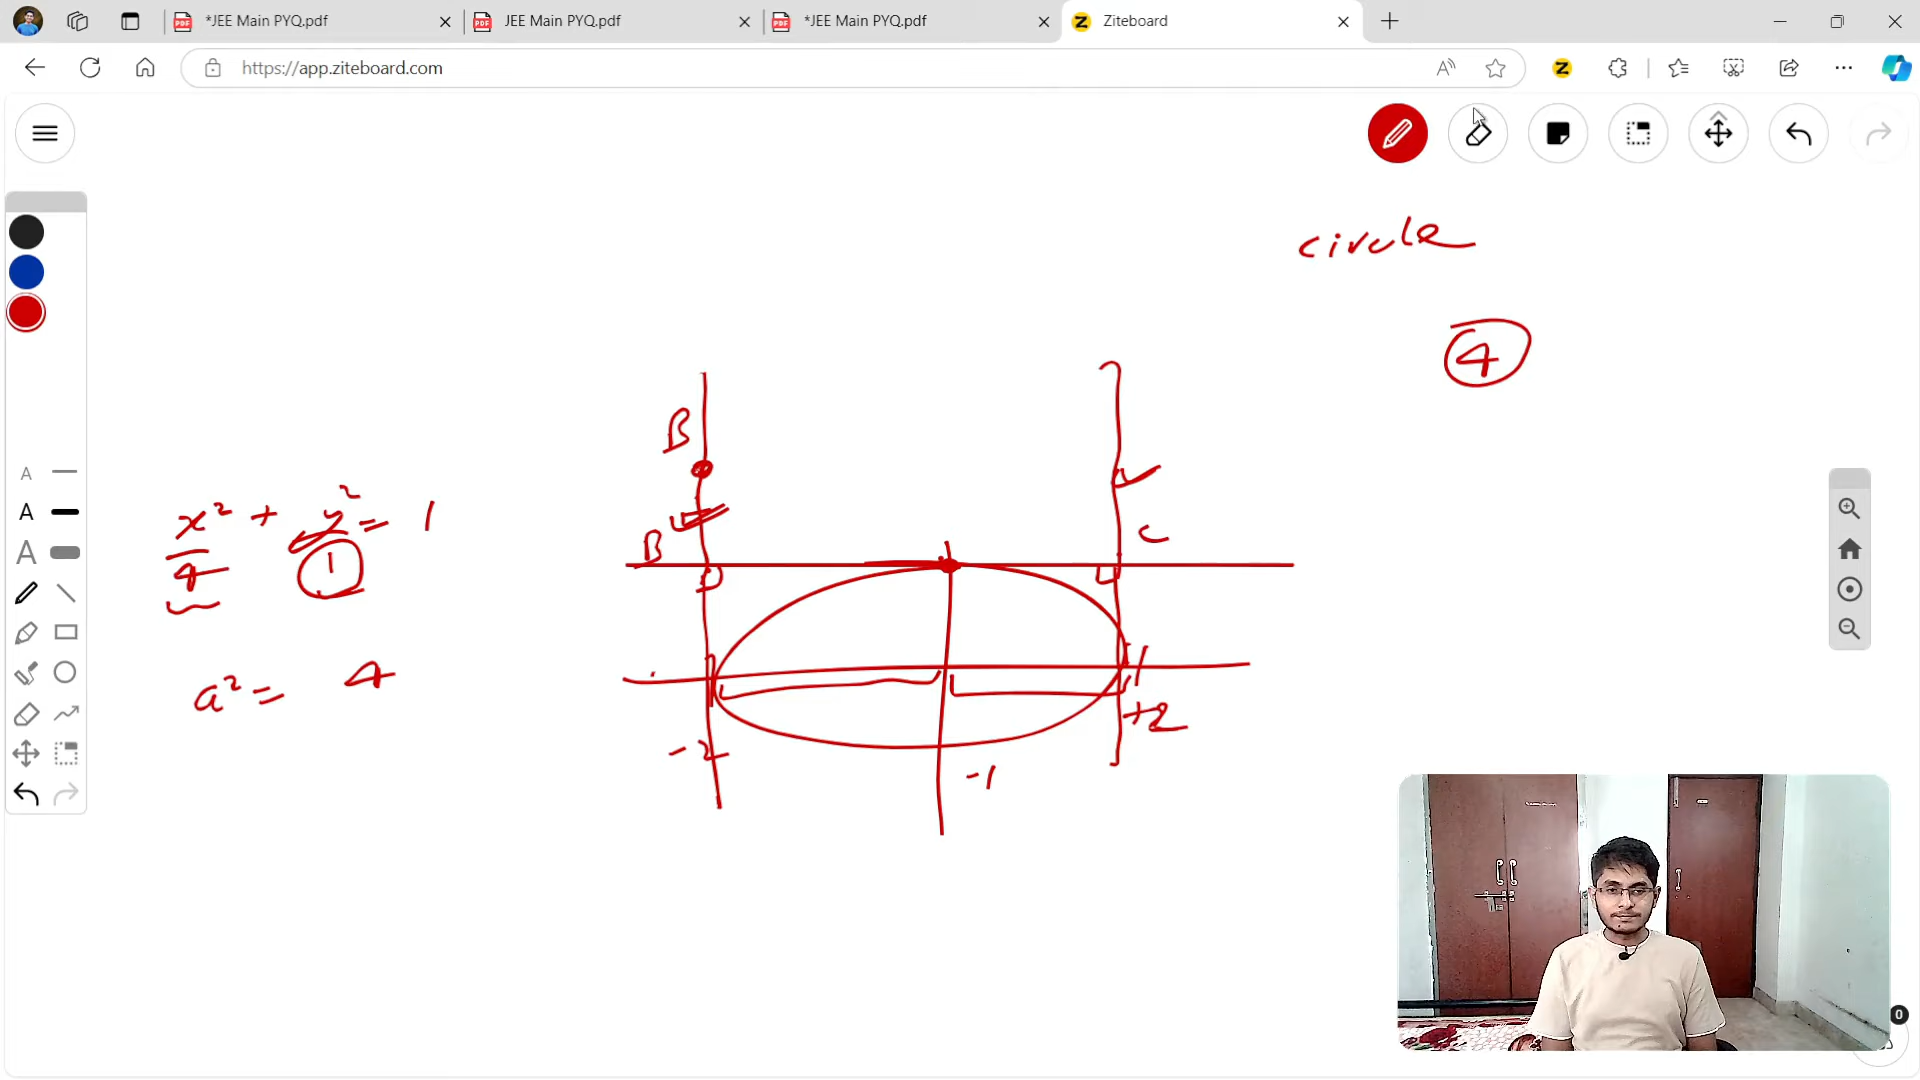 *JEE Main PYQ.pdf
JEE Main PYQ.pdf
*JEE Main PYQ.pdf
Ziteboard
https://app.ziteboard.com
circle
4
B
x² + y² = 1
4 1
B
C
a² = 4
+2
-2
-1
A
A
A
0